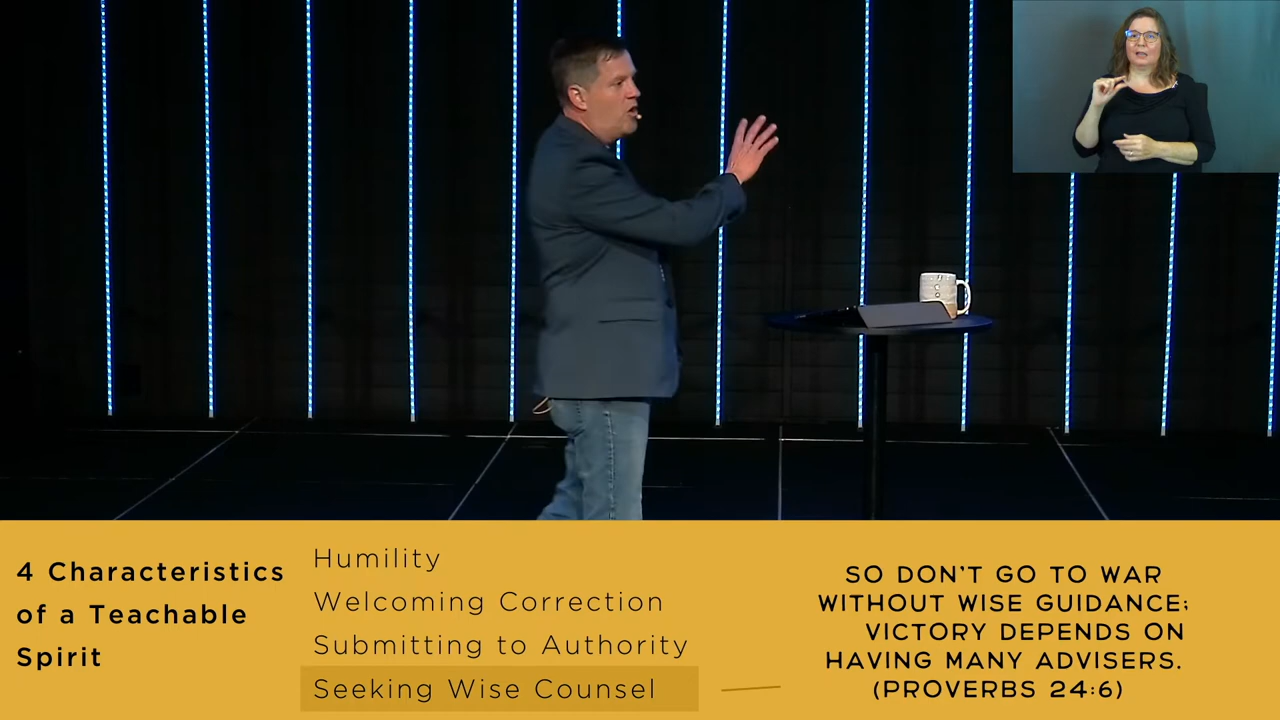 4 Characteristics
of a Teachable
Spirit
Humility
Welcoming Correction
Submitting to Authority
Seeking Wise Counsel
SO DON'T GO TO WAR
WITHOUT WISE GUIDANCE;
VICTORY DEPENDS ON
HAVING MANY ADVISERS.
(PROVERBS 24:6)